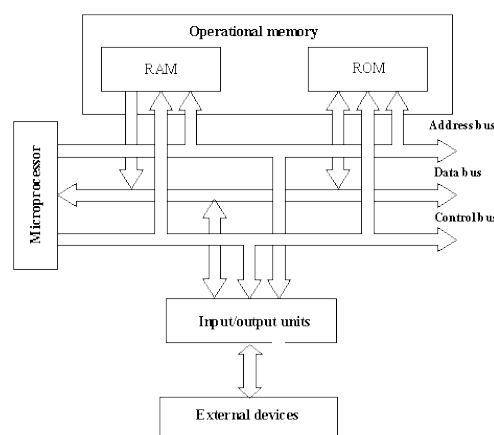 Operational memory
RAM
ROM
Address bus
Data bus
Control bus
Microprocessor
Input/output units
External devices